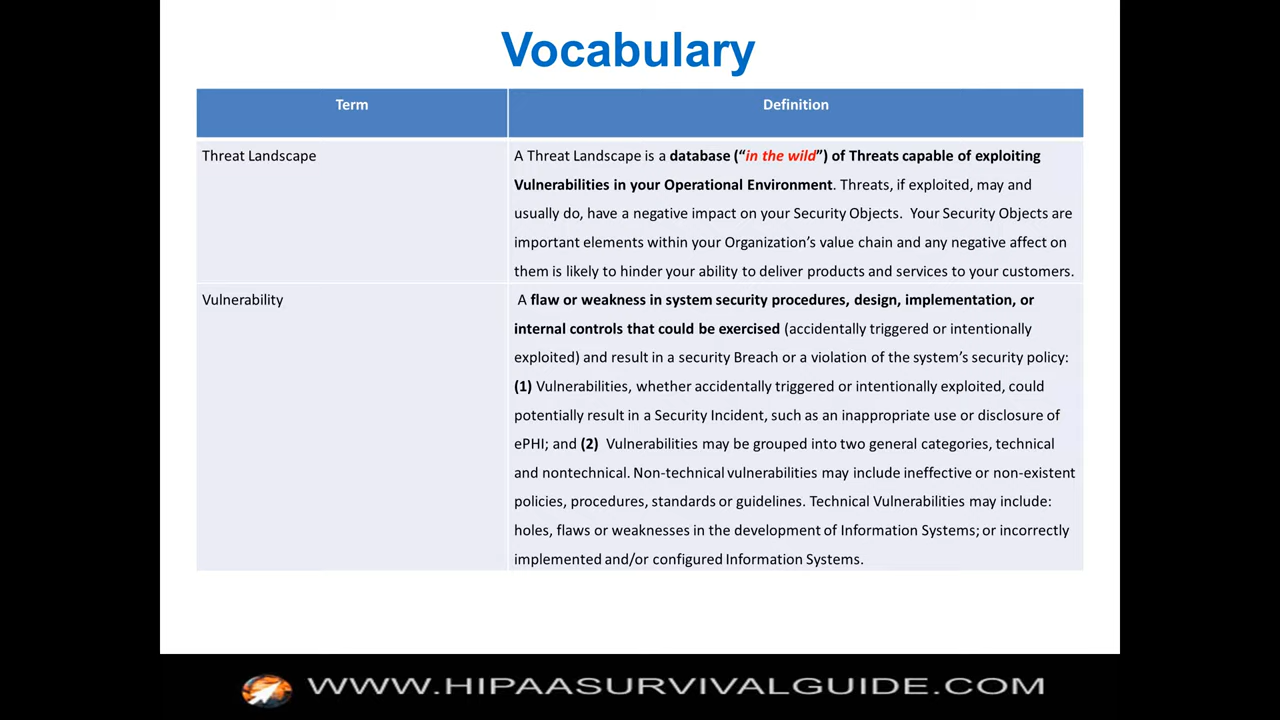 Vocabulary
Term
Definition
Threat Landscape
A Threat Landscape is a database (“in the wild”) of Threats capable of exploiting
Vulnerabilities in your Operational Environment. Threats, if exploited, may and
usually do, have a negative impact on your Security Objects. Your Security Objects are
important elements within your Organization’s value chain and any negative affect on
them is likely to hinder your ability to deliver products and services to your customers.
Vulnerability
A flaw or weakness in system security procedures, design, implementation, or
internal controls that could be exercised (accidentally triggered or intentionally
exploited) and result in a security Breach or a violation of the system’s security policy:
(1) Vulnerabilities, whether accidentally triggered or intentionally exploited, could
potentially result in a Security Incident, such as an inappropriate use or disclosure of
ePHI; and (2) Vulnerabilities may be grouped into two general categories, technical
and nontechnical. Non-technical vulnerabilities may include ineffective or non-existent
policies, procedures, standards or guidelines. Technical Vulnerabilities may include:
holes, flaws or weaknesses in the development of Information Systems; or incorrectly
implemented and/or configured Information Systems.
WWW.HIPAASURVIVALGUIDE.COM